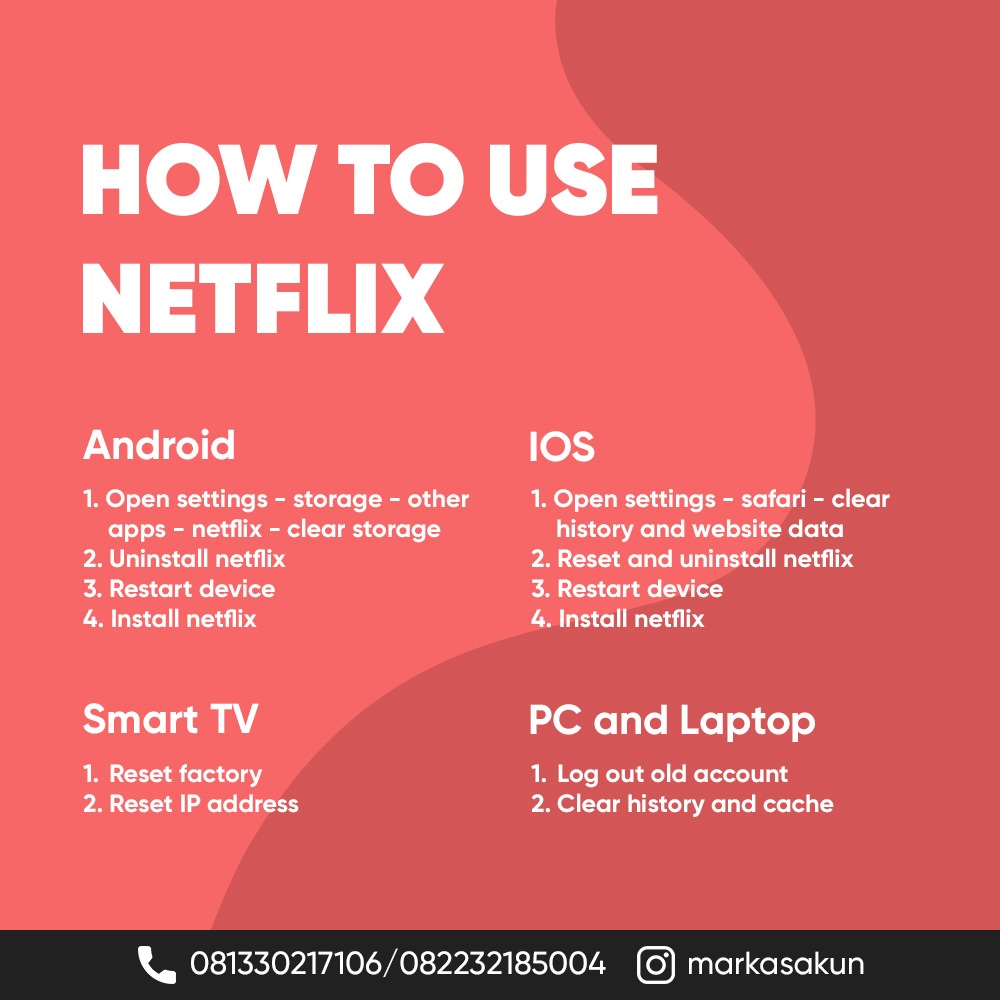 HOW TO USE
NETFLIX
Android
1. Open settings - storage - other
apps - netflix - clear storage
2. Uninstall netflix
3. Restart device
4. Install netflix
IOS
1. Open settings - safari - clear
history and website data
2. Reset and uninstall netflix
3. Restart device
4. Install netflix
Smart TV
1. Reset factory
2. Reset IP address
PC and Laptop
1. Log out old account
2. Clear history and cache
081330217106/082232185004 markasakun